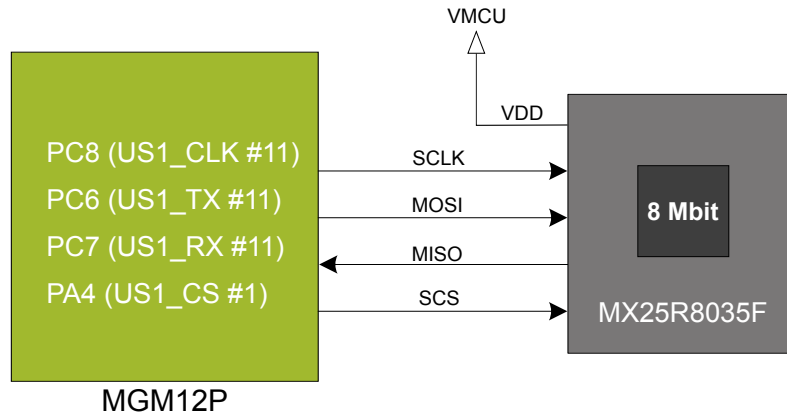 VMCU
VDD
PC8 (US1_CLK #11)
SCLK
PC6 (US1_TX #11)
MOSI
8 Mbit
PC7 (US1_RX #11)
MISO
PA4 (US1_CS #1)
SCS
MX25R8035F
MGM12P